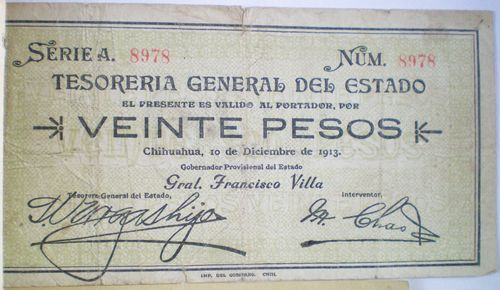 SERIE A. 8978 NÚM. 8978
TESORERIA GENERAL DEL ESTADO
EL PRESENTE ES VALIDO AL PORTADOR, POR
VEINTE PESOS
Chihuahua, 10 de Diciembre de 1913.
Gobernador Provisional del Estado
Gral. Francisco Villa
Tesorero General del Estado, Interventor,
M. Chao
IMP. DEL GOBIERNO. CHIH.